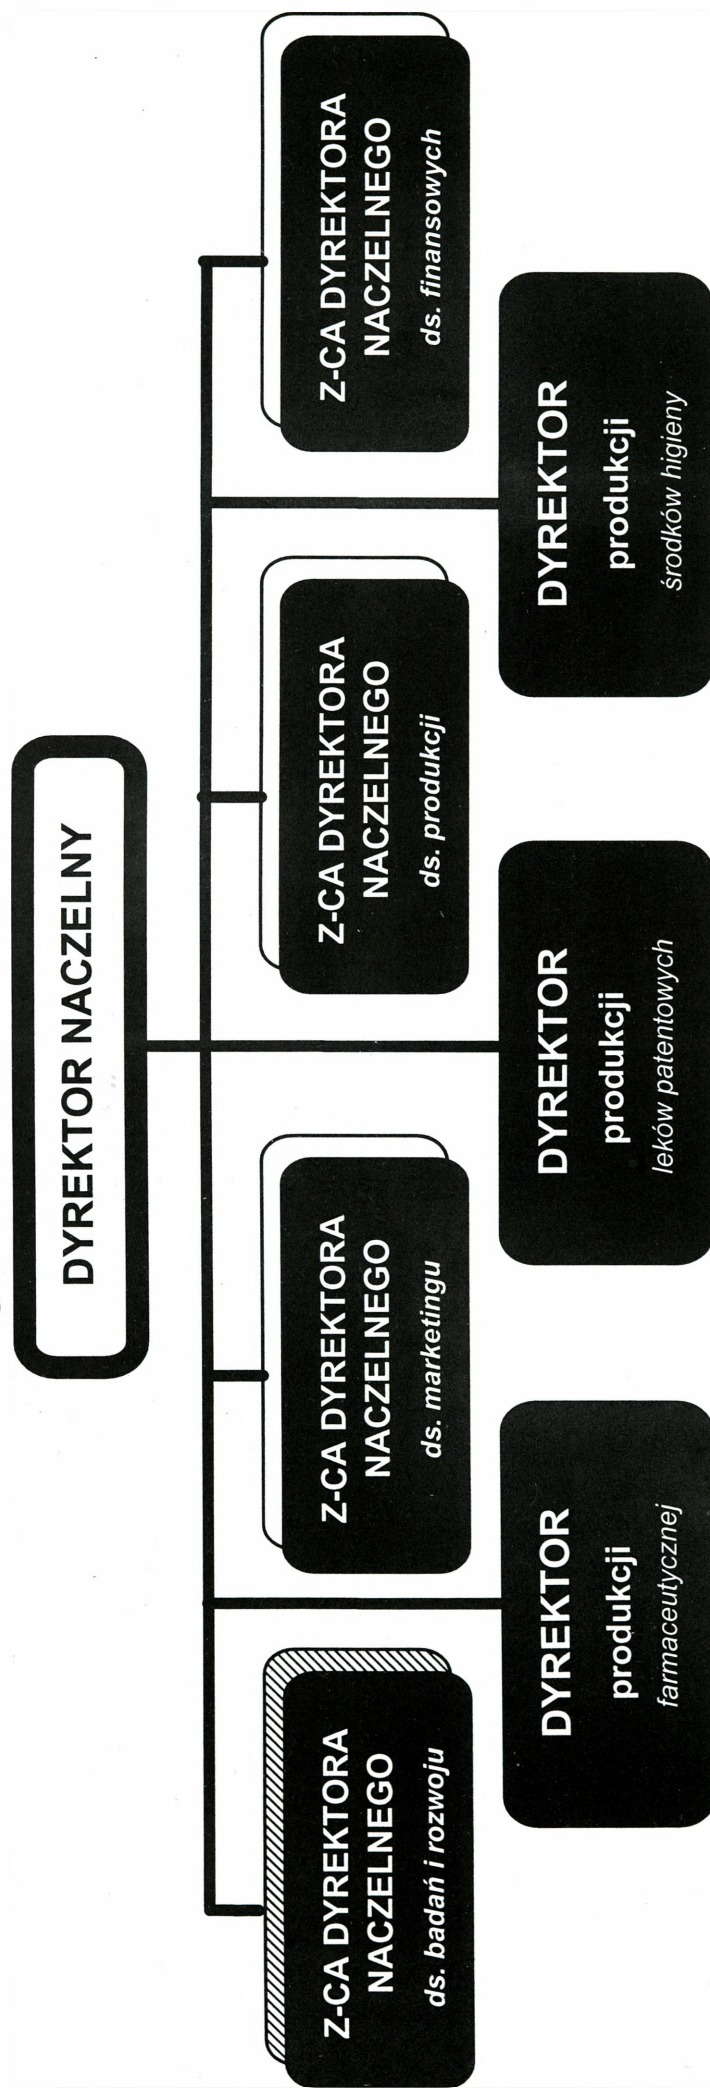 DYREKTOR NACZELNY
Z-CA DYREKTORA
NACZELNEGO
ds. badań i rozwoju
Z-CA DYREKTORA
NACZELNEGO
ds. marketingu
Z-CA DYREKTORA
NACZELNEGO
ds. produkcji
Z-CA DYREKTORA
NACZELNEGO
ds. finansowych
DYREKTOR
produkcji
farmaceutycznej
DYREKTOR
produkcji
leków patentowych
DYREKTOR
produkcji
środków higieny